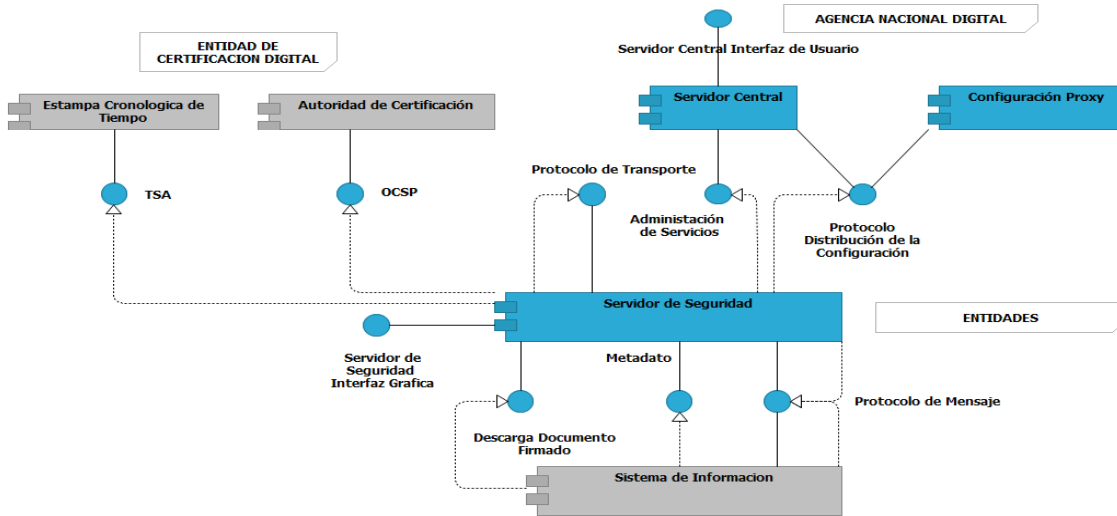 AGENCIA NACIONAL DIGITAL
ENTIDAD DE
CERTIFICACION DIGITAL
Servidor Central Interfaz de Usuario
Estampa Cronologica de
Tiempo
Autoridad de Certificación
Servidor Central
Configuración Proxy
Protocolo de Transporte
TSA
OCSP
Administación
de Servicios
Protocolo
Distribución de la
Configuración
Servidor de Seguridad
ENTIDADES
Servidor de
Seguridad
Interfaz Grafica
Metadato
Protocolo de Mensaje
Descarga Documento
Firmado
Sistema de Informacion